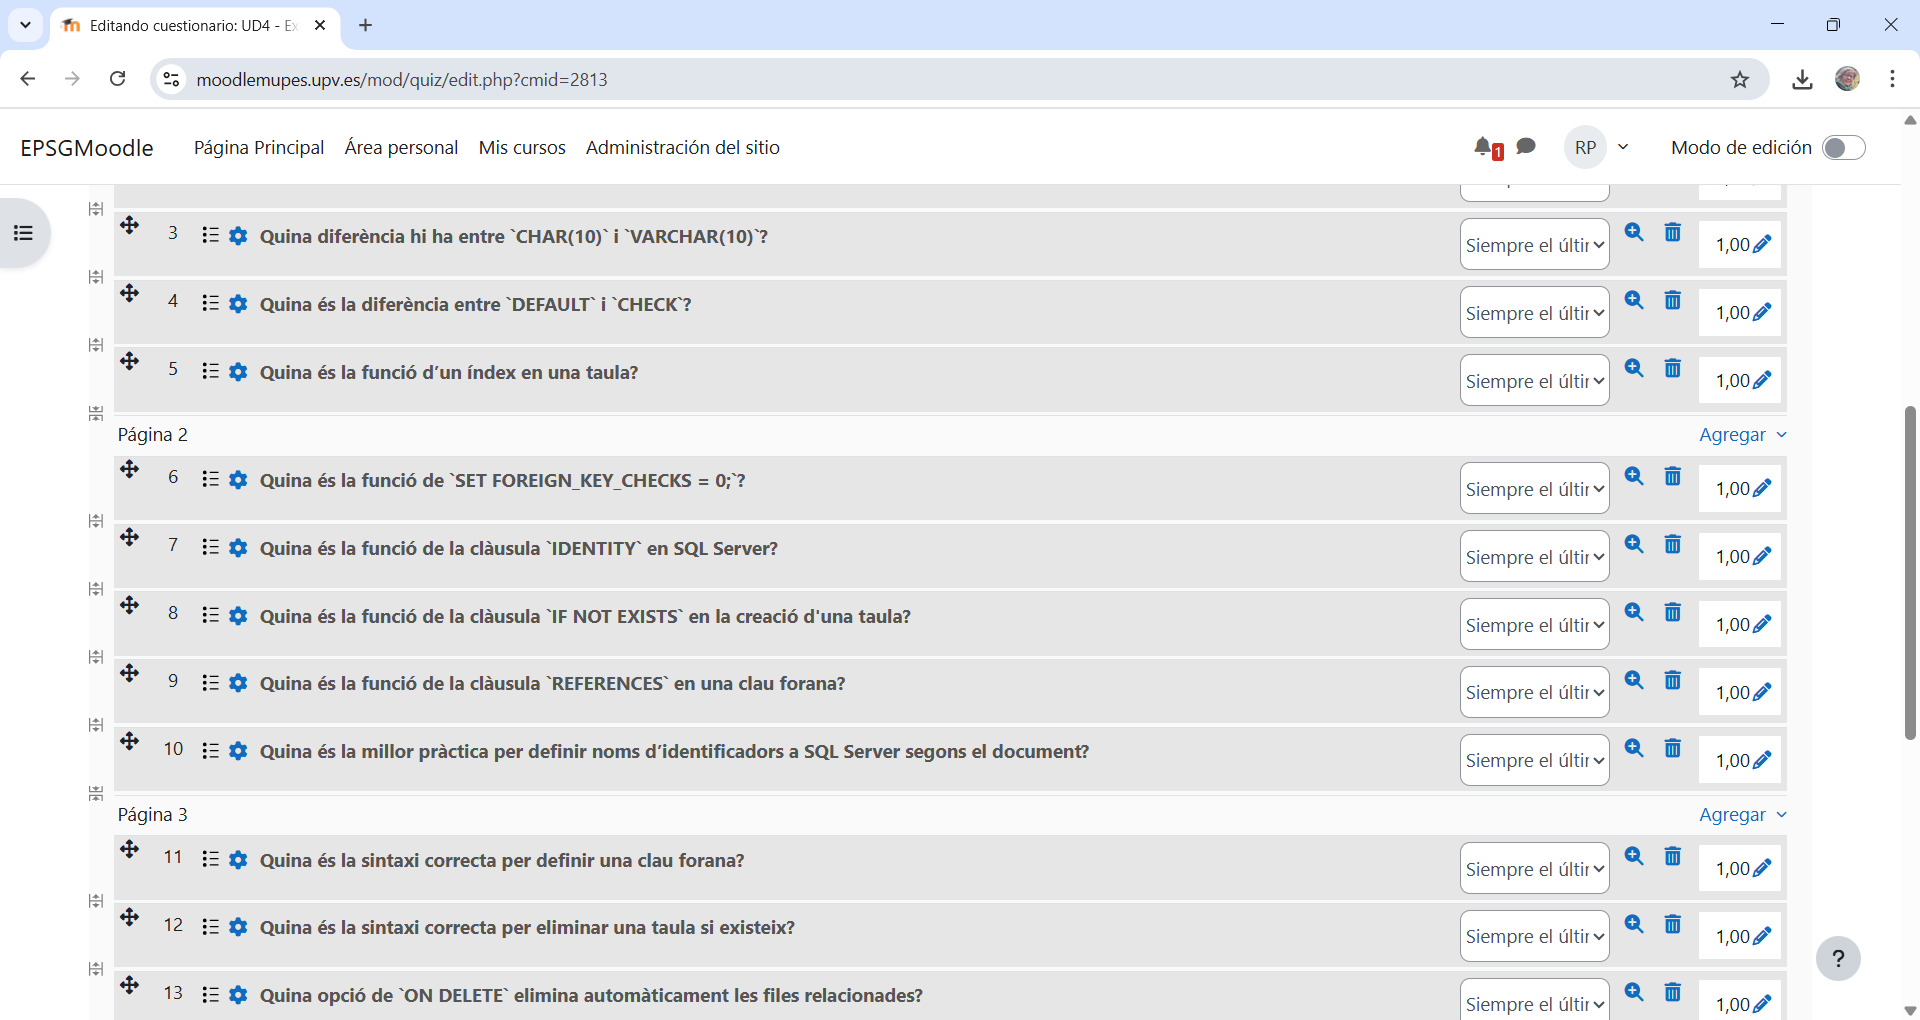 Editando cuestionario: UD4 - Ex
moodlemupes.upv.es/mod/quiz/edit.php?cmid=2813
EPSGMoodle Página Principal Área personal Mis cursos Administración del sitio 1 RP Modo de edición
3 Quina diferència hi ha entre `CHAR(10)` i `VARCHAR(10)`? Siempre el últir 1,00
4 Quina és la diferència entre `DEFAULT` i `CHECK`? Siempre el últir 1,00
5 Quina és la funció d’un índex en una taula? Siempre el últir 1,00
Página 2 Agregar
6 Quina és la funció de `SET FOREIGN_KEY_CHECKS = 0;`? Siempre el últir 1,00
7 Quina és la funció de la clàusula `IDENTITY` en SQL Server? Siempre el últir 1,00
8 Quina és la funció de la clàusula `IF NOT EXISTS` en la creació d'una taula? Siempre el últir 1,00
9 Quina és la funció de la clàusula `REFERENCES` en una clau forana? Siempre el últir 1,00
10 Quina és la millor pràctica per definir noms d’identificadors a SQL Server segons el document? Siempre el últir 1,00
Página 3 Agregar
11 Quina és la sintaxi correcta per definir una clau forana? Siempre el últir 1,00
12 Quina és la sintaxi correcta per eliminar una taula si existeix? Siempre el últir 1,00
13 Quina opció de `ON DELETE` elimina automàticament les files relacionades? Siempre el últir 1,00
?